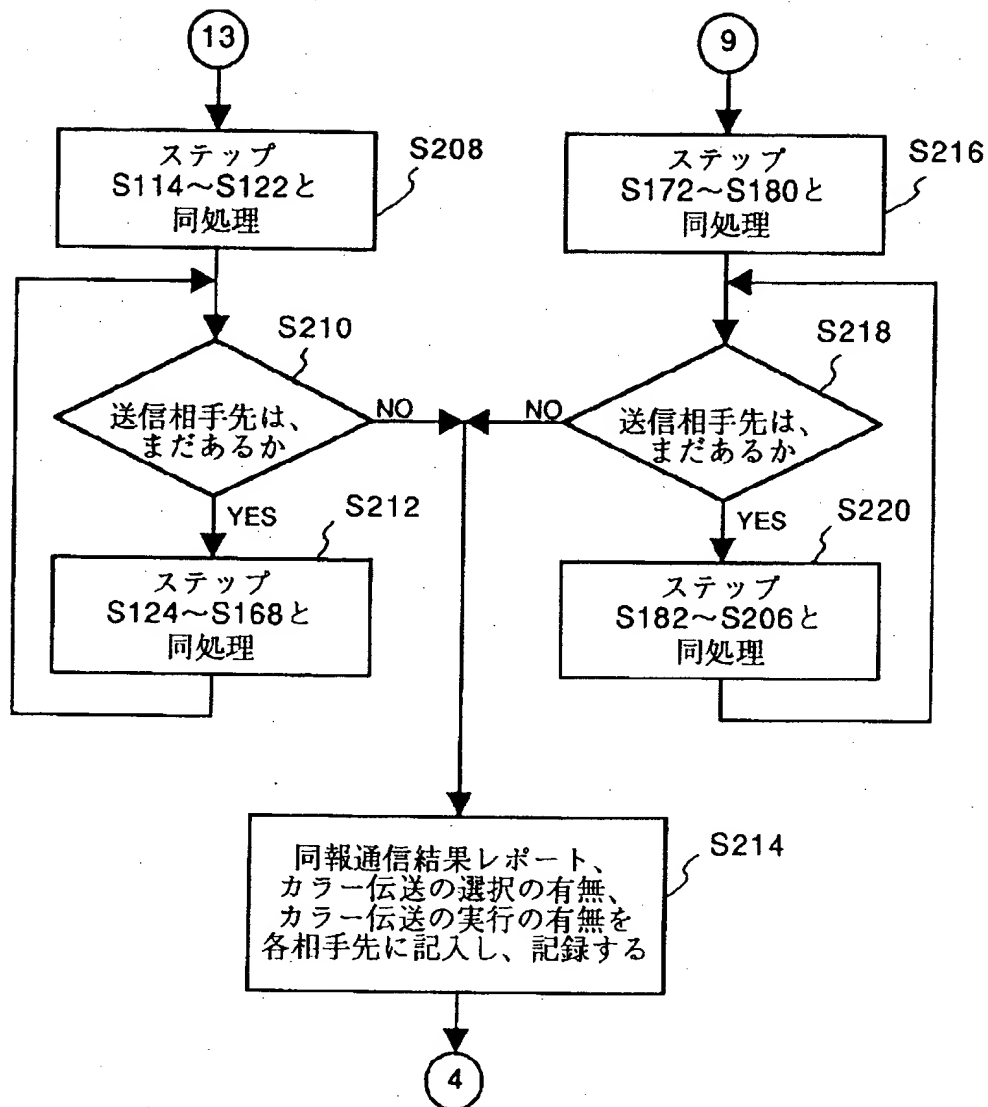 13
ステップ
S114～S122と
同処理
S208
S210
送信相手先は、
まだあるか
NO
YES
S212
ステップ
S124～S168と
同処理
9
ステップ
S172～S180と
同処理
S216
S218
送信相手先は、
まだあるか
NO
YES
S220
ステップ
S182～S206と
同処理
同報通信結果レポート、
カラー伝送の選択の有無、
カラー伝送の実行の有無を
各相手先に記入し、記録する
S214
4